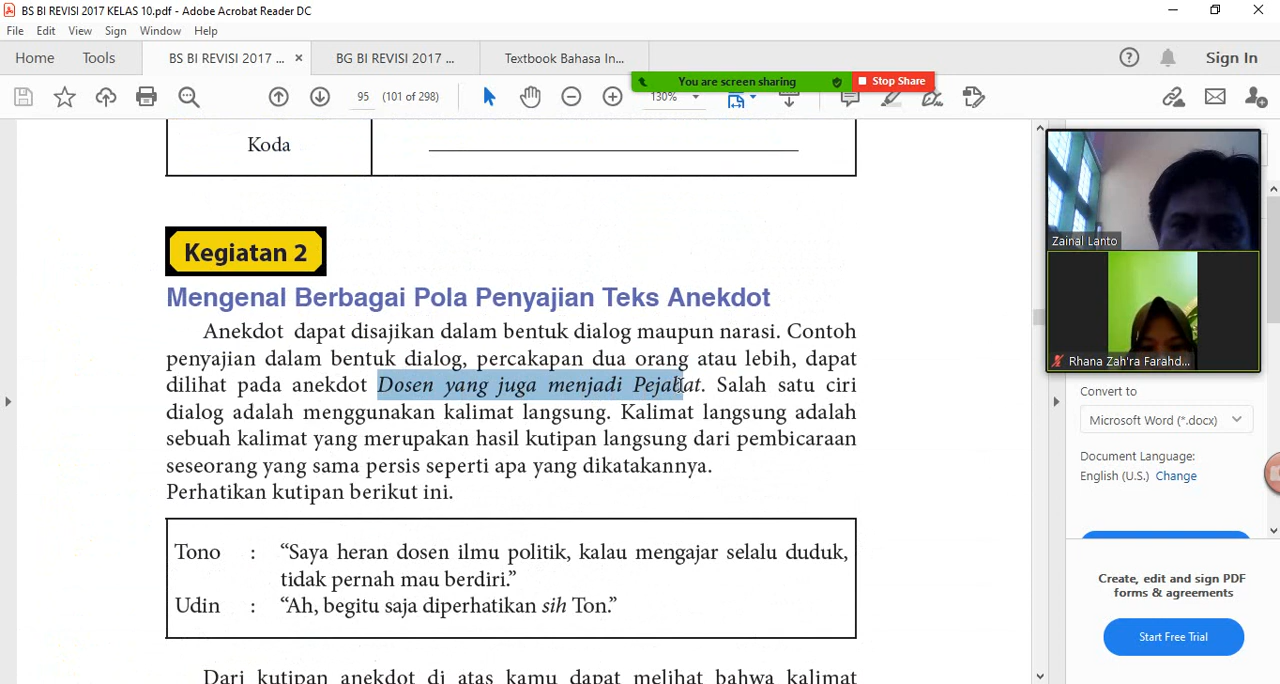 BS BI REVISI 2017 KELAS 10.pdf - Adobe Acrobat Reader DC
File Edit View Sign Window Help
Home Tools BS BI REVISI 2017 ... × BG BI REVISI 2017 ... Textbook Bahasa In... Sign In
You are screen sharing Stop Share
95 (101 of 298) 130%
Koda
Kegiatan 2
Mengenal Berbagai Pola Penyajian Teks Anekdot
Anekdot dapat disajikan dalam bentuk dialog maupun narasi. Contoh
penyajian dalam bentuk dialog, percakapan dua orang atau lebih, dapat
dilihat pada anekdot Dosen yang juga menjadi Pejabat. Salah satu ciri
dialog adalah menggunakan kalimat langsung. Kalimat langsung adalah
sebuah kalimat yang merupakan hasil kutipan langsung dari pembicaraan
seseorang yang sama persis seperti apa yang dikatakannya.
Perhatikan kutipan berikut ini.
Tono : “Saya heran dosen ilmu politik, kalau mengajar selalu duduk,
tidak pernah mau berdiri.”
Udin : “Ah, begitu saja diperhatikan sih Ton.”
Dari kutipan anekdot di atas kamu dapat melihat bahwa kalimat
Zainal Lanto
Rhana Zah'ra Farahd...
Convert to
Microsoft Word (*.docx)
Document Language:
English (U.S.) Change
Create, edit and sign PDF
forms & agreements
Start Free Trial